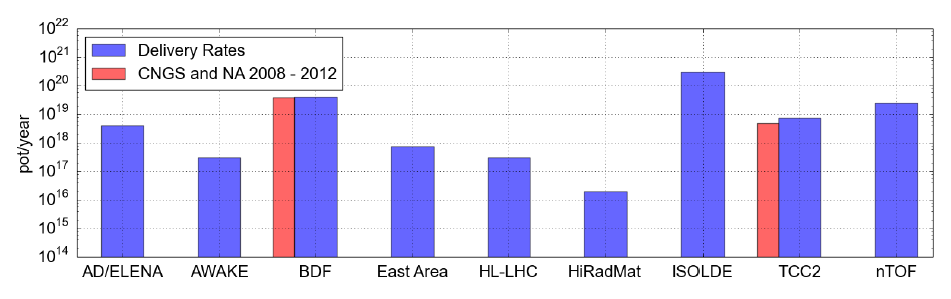 10^22
10^21
10^20
10^19
10^18
10^17
10^16
10^15
10^14
pot/year
Delivery Rates
CNGS and NA 2008 - 2012
AD/ELENA AWAKE BDF East Area HL-LHC HiRadMat ISOLDE TCC2 nTOF